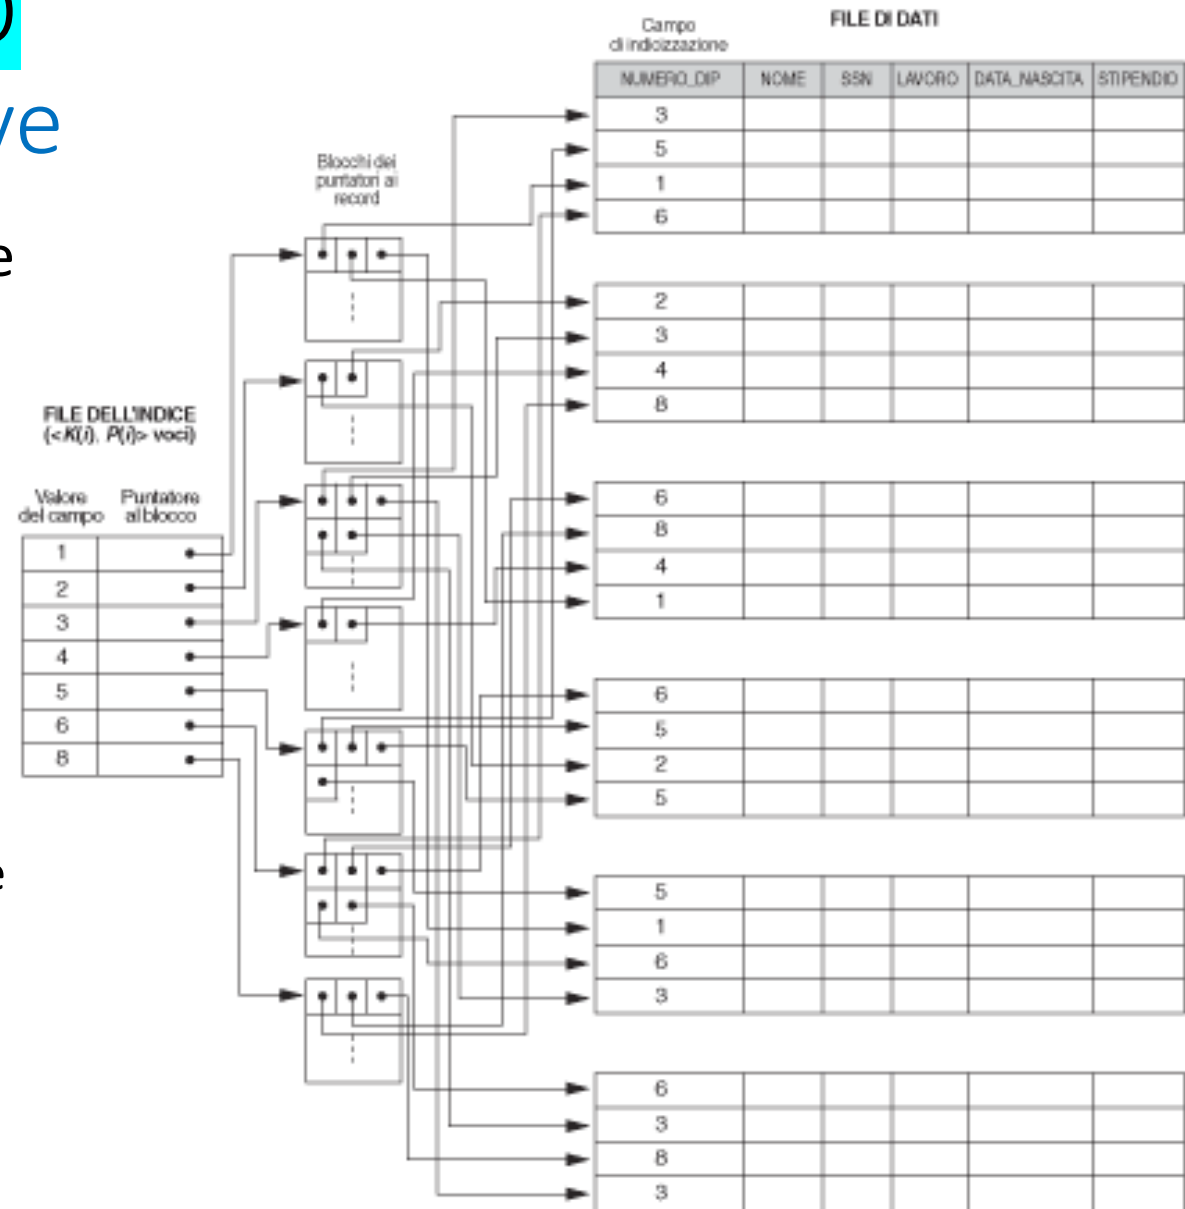 ve
e
e
FILE DI DATI
Campo
di indicizzazione
NUMERO_DIP NOME SSN LAVORO DATA_NASCITA STIPENDIO
3
5
1
6
2
3
4
8
6
8
4
1
6
5
2
5
5
1
6
3
6
3
8
3
Blocchi dei
puntatori ai
record
FILE DELL'INDICE
(<K(i), P(i)> voci)
Valore Puntatore
del campo al blocco
1
2
3
4
5
6
8